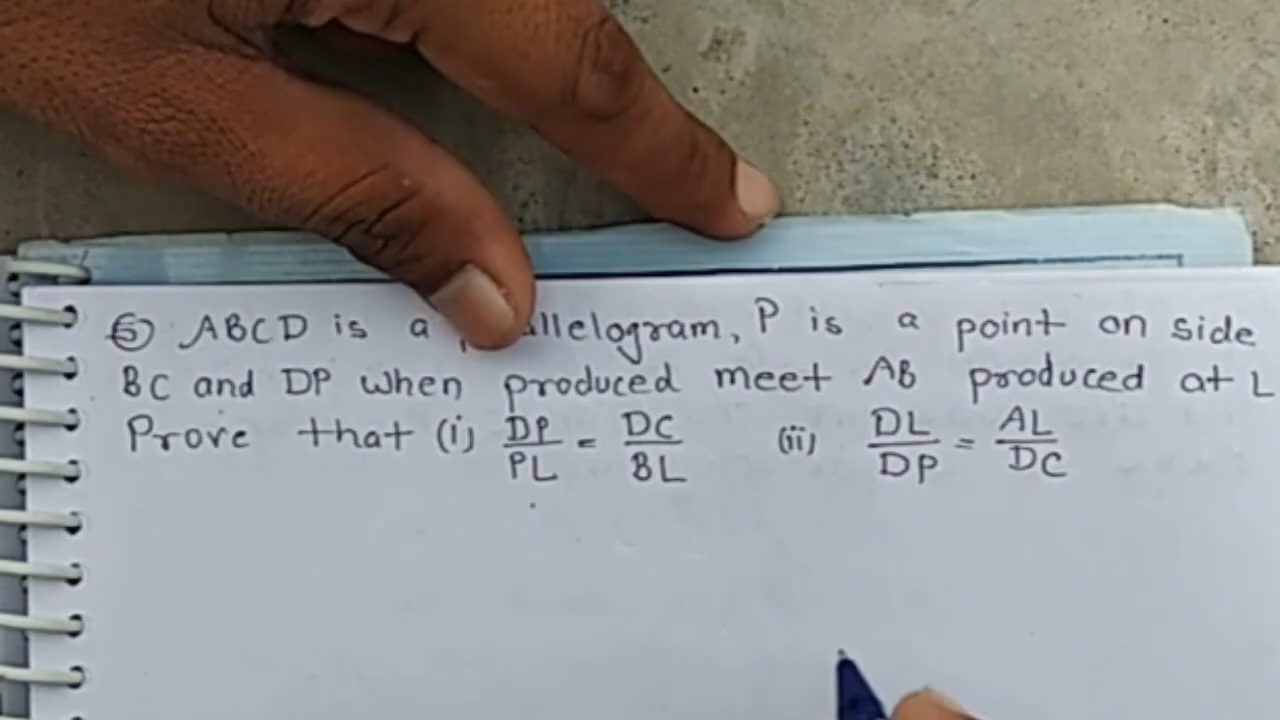 ⑤ ABCD is a parallelogram, P is a point on side
BC and DP when produced meet AB produced at L
Prove that (i) DP/PL = DC/BL (ii) DL/DP = AL/DC